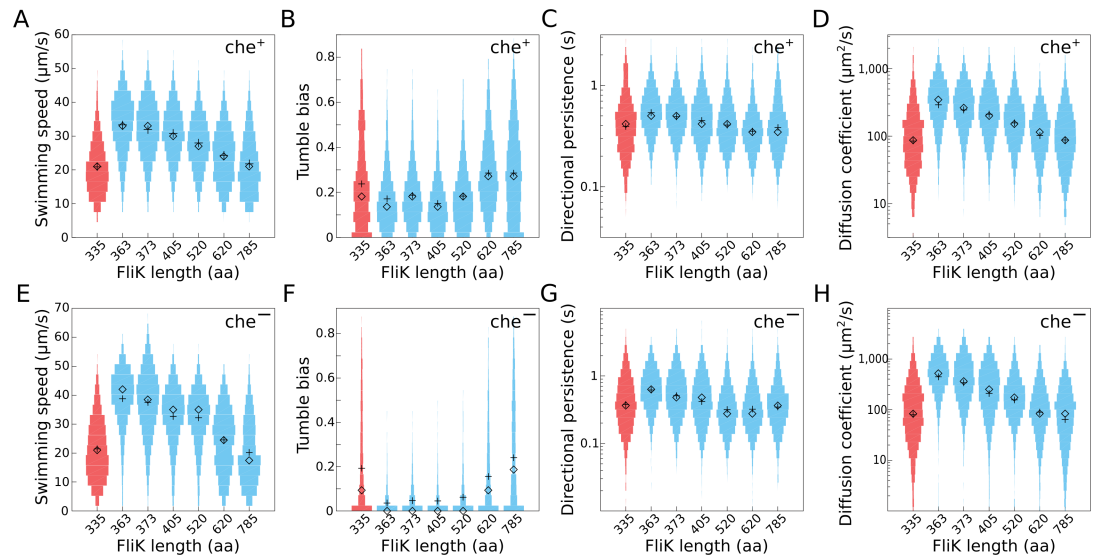 A
Swimming speed (μm/s)
60
50
40
30
20
10
0
che+
335 363 373 405 520 620 785
FliK length (aa)
B
Tumble bias
0.8
0.6
0.4
0.2
0
che+
335 363 373 405 520 620 785
FliK length (aa)
C
Directional persistence (s)
1
0.1
che+
335 363 373 405 520 620 785
FliK length (aa)
D
Diffusion coefficient (μm²/s)
1,000
100
10
che+
335 363 373 405 520 620 785
FliK length (aa)
E
Swimming speed (μm/s)
70
60
50
40
30
20
10
0
che−
335 363 373 405 520 620 785
FliK length (aa)
F
Tumble bias
0.8
0.6
0.4
0.2
0
che−
335 363 373 405 520 620 785
FliK length (aa)
G
Directional persistence (s)
1
0.1
che−
335 363 373 405 520 620 785
FliK length (aa)
H
Diffusion coefficient (μm²/s)
1,000
100
10
che−
335 363 373 405 520 620 785
FliK length (aa)